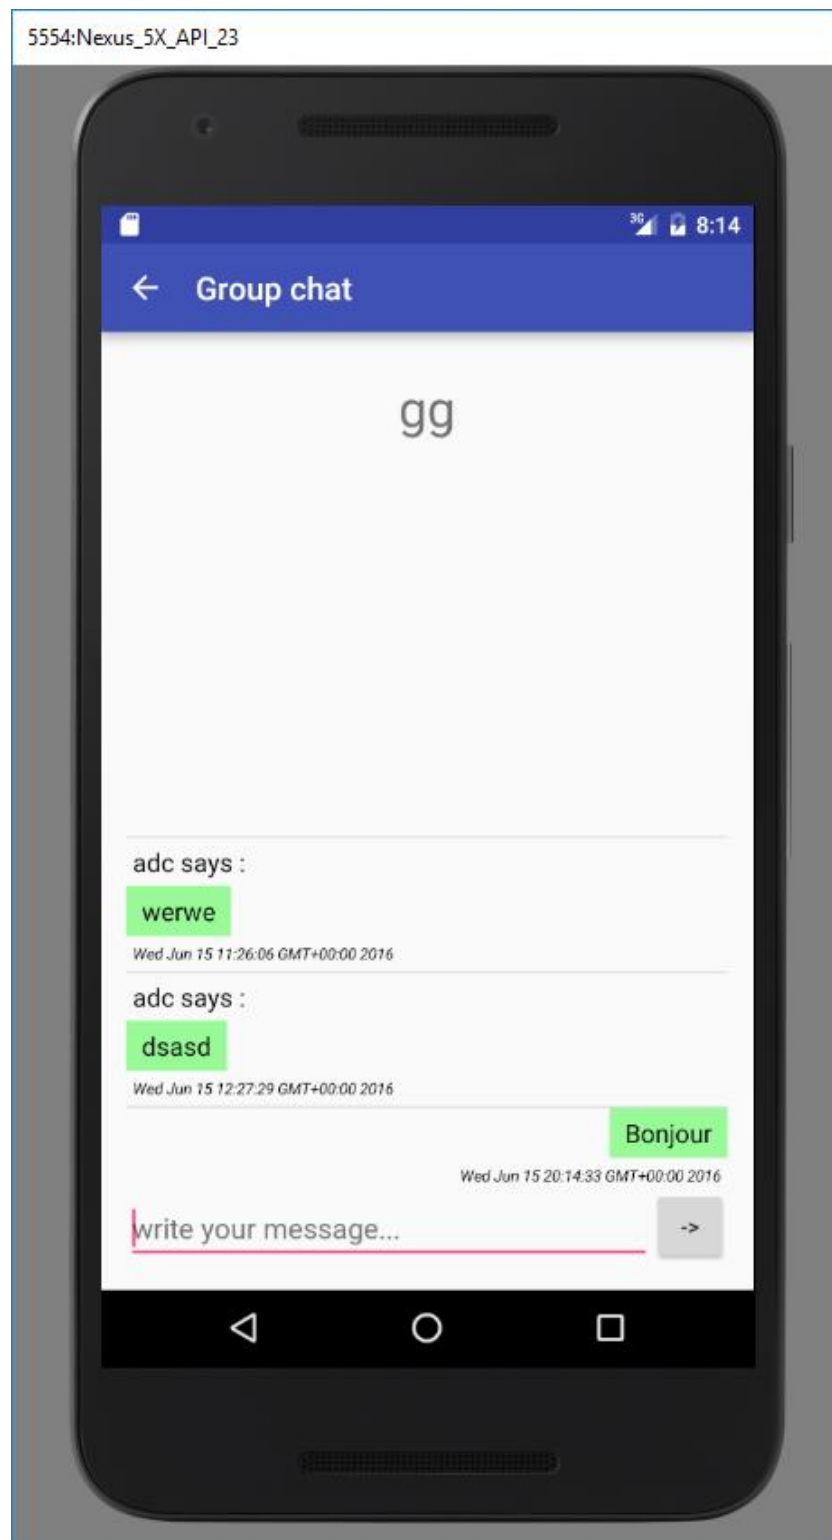 5554:Nexus_5X_API_23
3G 8:14
Group chat
gg
adc says :
werwe
Wed Jun 15 11:26:06 GMT+00:00 2016
adc says :
dsasd
Wed Jun 15 12:27:29 GMT+00:00 2016
Bonjour
Wed Jun 15 20:14:33 GMT+00:00 2016
write your message...
->